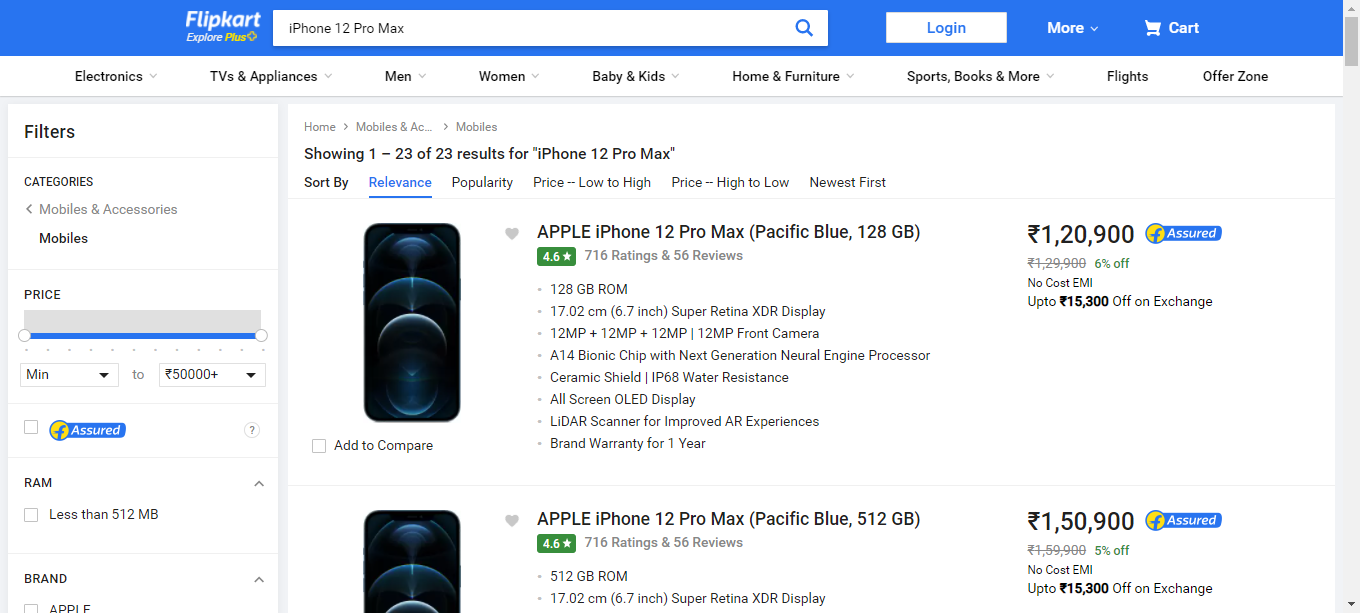 Flipkart
Explore Plus
iPhone 12 Pro Max
Login
More
Cart
Electronics
TVs & Appliances
Men
Women
Baby & Kids
Home & Furniture
Sports, Books & More
Flights
Offer Zone
Filters
CATEGORIES
Mobiles & Accessories
Mobiles
PRICE
Min to ₹50000+
Assured ?
RAM
Less than 512 MB
BRAND
APPLE
Home > Mobiles & Ac... > Mobiles
Showing 1 – 23 of 23 results for "iPhone 12 Pro Max"
Sort By Relevance Popularity Price -- Low to High Price -- High to Low Newest First
APPLE iPhone 12 Pro Max (Pacific Blue, 128 GB)
4.6★ 716 Ratings & 56 Reviews
128 GB ROM
17.02 cm (6.7 inch) Super Retina XDR Display
12MP + 12MP + 12MP | 12MP Front Camera
A14 Bionic Chip with Next Generation Neural Engine Processor
Ceramic Shield | IP68 Water Resistance
All Screen OLED Display
LiDAR Scanner for Improved AR Experiences
Brand Warranty for 1 Year
Add to Compare
₹1,20,900 Assured
₹1,29,900 6% off
No Cost EMI
Upto ₹15,300 Off on Exchange
APPLE iPhone 12 Pro Max (Pacific Blue, 512 GB)
4.6★ 716 Ratings & 56 Reviews
512 GB ROM
17.02 cm (6.7 inch) Super Retina XDR Display
₹1,50,900 Assured
₹1,59,900 5% off
No Cost EMI
Upto ₹15,300 Off on Exchange